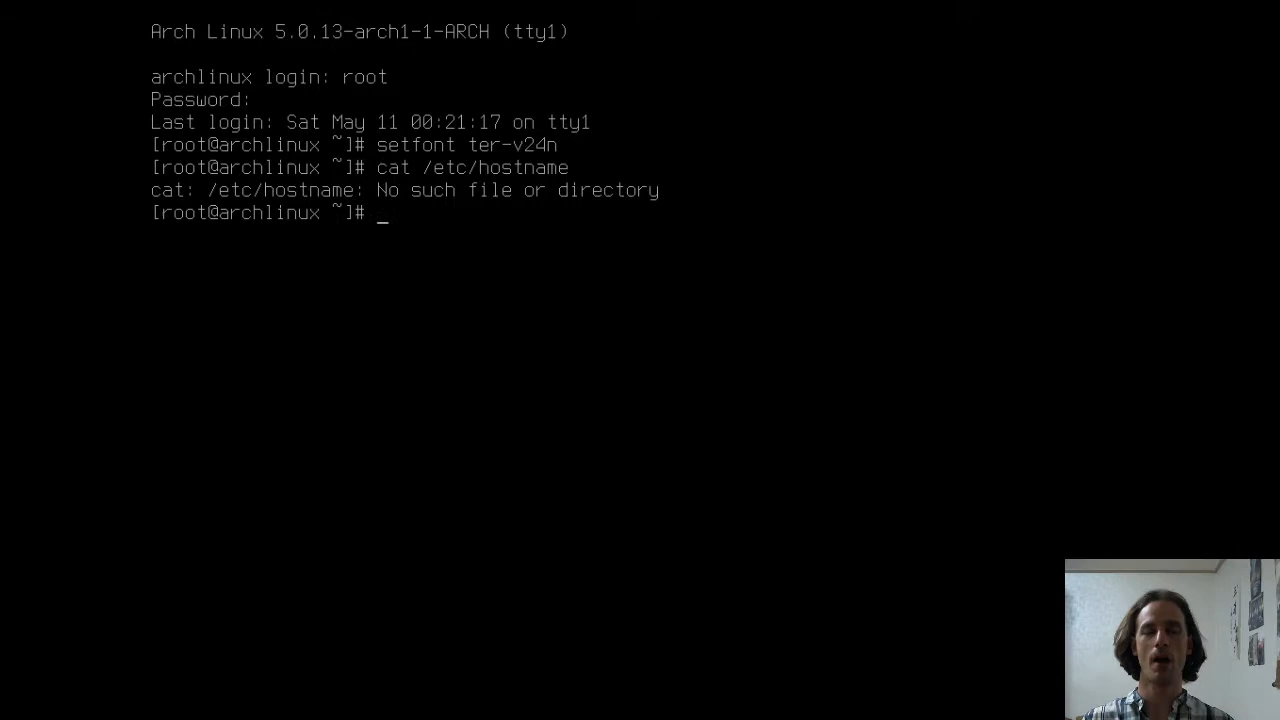 Arch Linux 5.0.13-arch1-1-ARCH (tty1)
archlinux login: root
Password:
Last login: Sat May 11 00:21:17 on tty1
[root@archlinux ~]# setfont ter-v24n
[root@archlinux ~]# cat /etc/hostname
cat: /etc/hostname: No such file or directory
[root@archlinux ~]# _